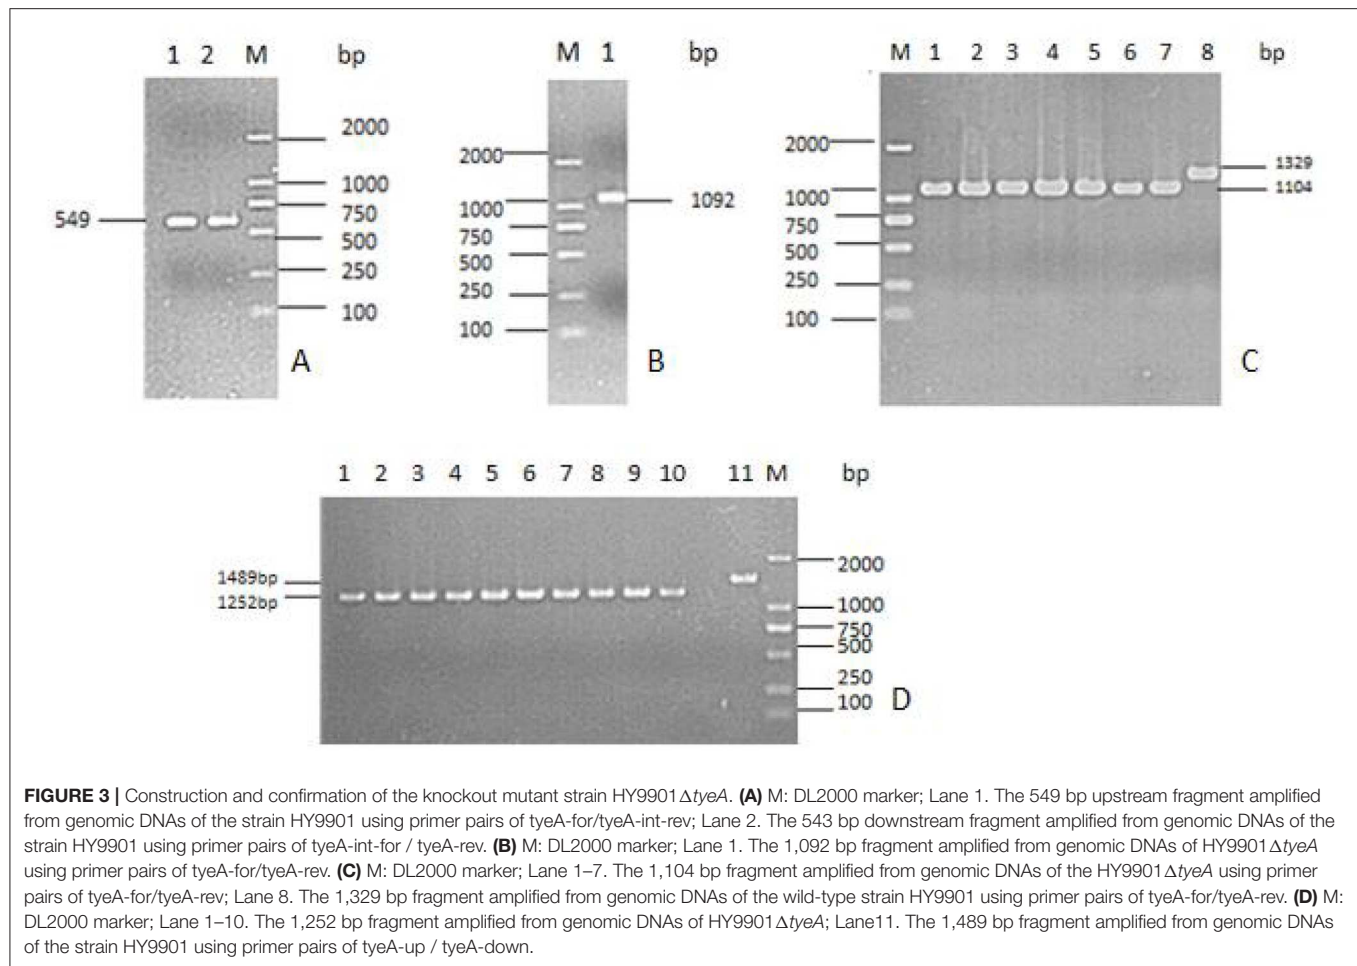 1 2 M bp
2000
1000
750
549
500
250
100
A
M 1 bp
2000
1000
1092
750
500
250
100
B
M 1 2 3 4 5 6 7 8 bp
2000
1329
1104
1000
750
500
250
100
C
1 2 3 4 5 6 7 8 9 10 11 M bp
2000
1489bp
1252bp
1000
750
500
250
100
D
FIGURE 3 | Construction and confirmation of the knockout mutant strain HY9901ΔtyeA. (A) M: DL2000 marker; Lane 1. The 549 bp upstream fragment amplified
from genomic DNAs of the strain HY9901 using primer pairs of tyeA-for/tyeA-int-rev; Lane 2. The 543 bp downstream fragment amplified from genomic DNAs of the
strain HY9901 using primer pairs of tyeA-int-for / tyeA-rev. (B) M: DL2000 marker; Lane 1. The 1,092 bp fragment amplified from genomic DNAs of HY9901ΔtyeA
using primer pairs of tyeA-for/tyeA-rev. (C) M: DL2000 marker; Lane 1–7. The 1,104 bp fragment amplified from genomic DNAs of the HY9901ΔtyeA using primer
pairs of tyeA-for/tyeA-rev; Lane 8. The 1,329 bp fragment amplified from genomic DNAs of the wild-type strain HY9901 using primer pairs of tyeA-for/tyeA-rev. (D) M:
DL2000 marker; Lane 1–10. The 1,252 bp fragment amplified from genomic DNAs of HY9901ΔtyeA; Lane11. The 1,489 bp fragment amplified from genomic DNAs
of the strain HY9901 using primer pairs of tyeA-up / tyeA-down.